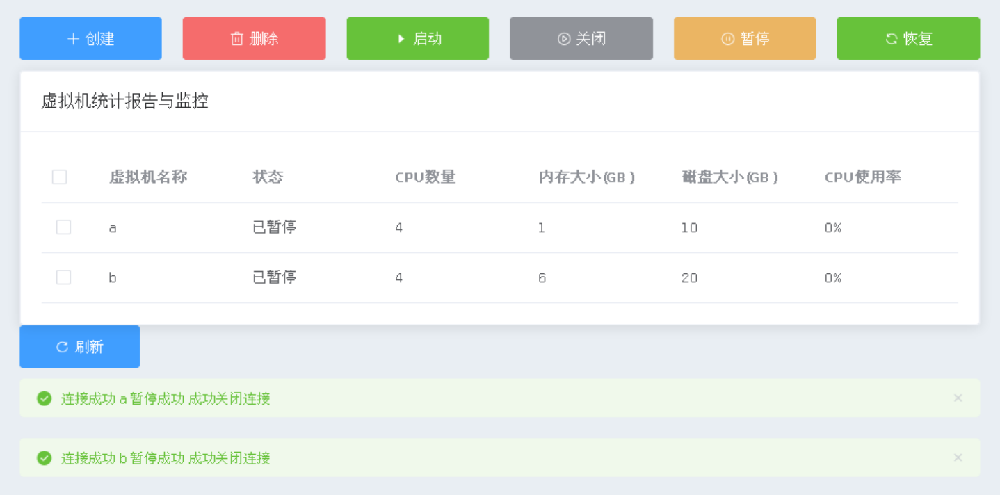 创建 删除 启动 关闭 暂停 恢复
虚拟机统计报告与监控
虚拟机名称 状态 CPU数量 内存大小(GB) 磁盘大小(GB) CPU使用率
a 已暂停 4 1 10 0%
b 已暂停 4 6 20 0%
刷新
连接成功 a 暂停成功 成功关闭连接
连接成功 b 暂停成功 成功关闭连接